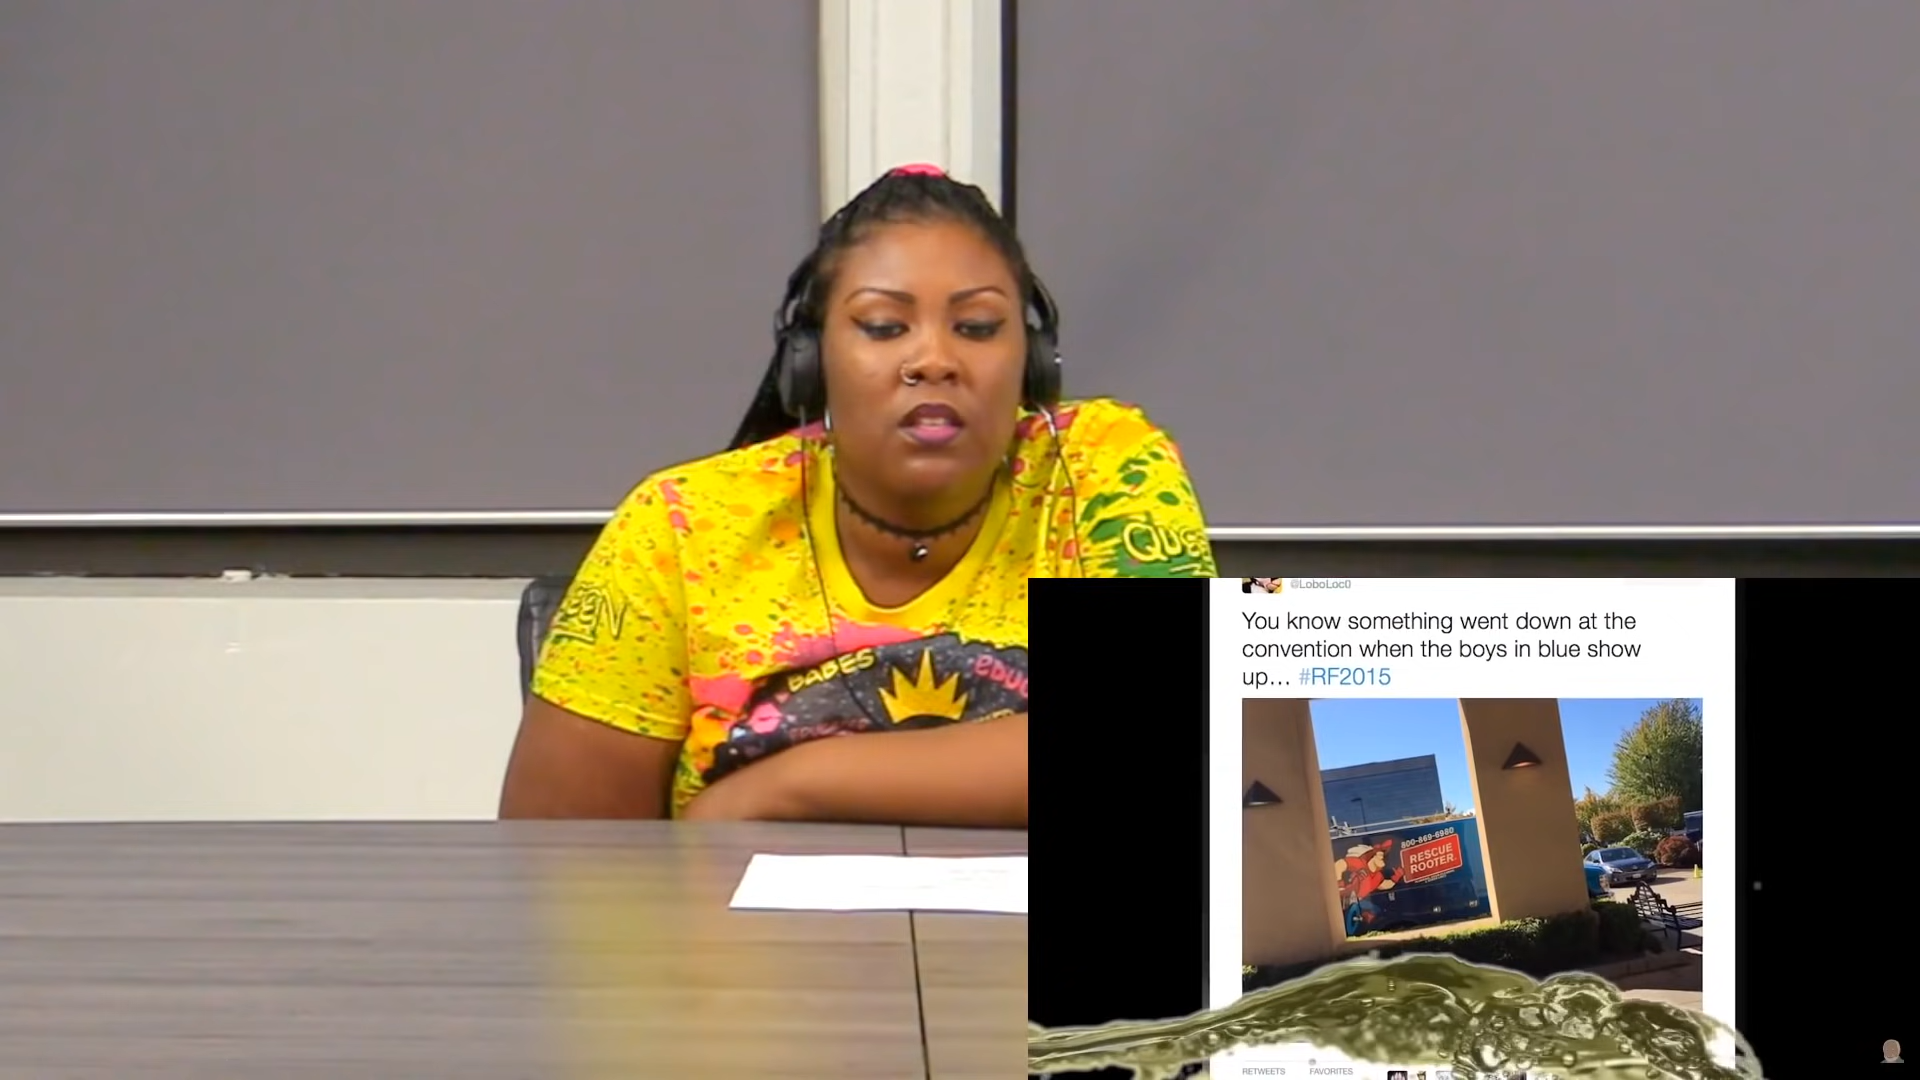 QUEEN
BABES
@LoboLoc0
You know something went down at the
convention when the boys in blue show
up... #RF2015
800-869-6980
RESCUE
ROOTER
RETWEETS FAVORITES